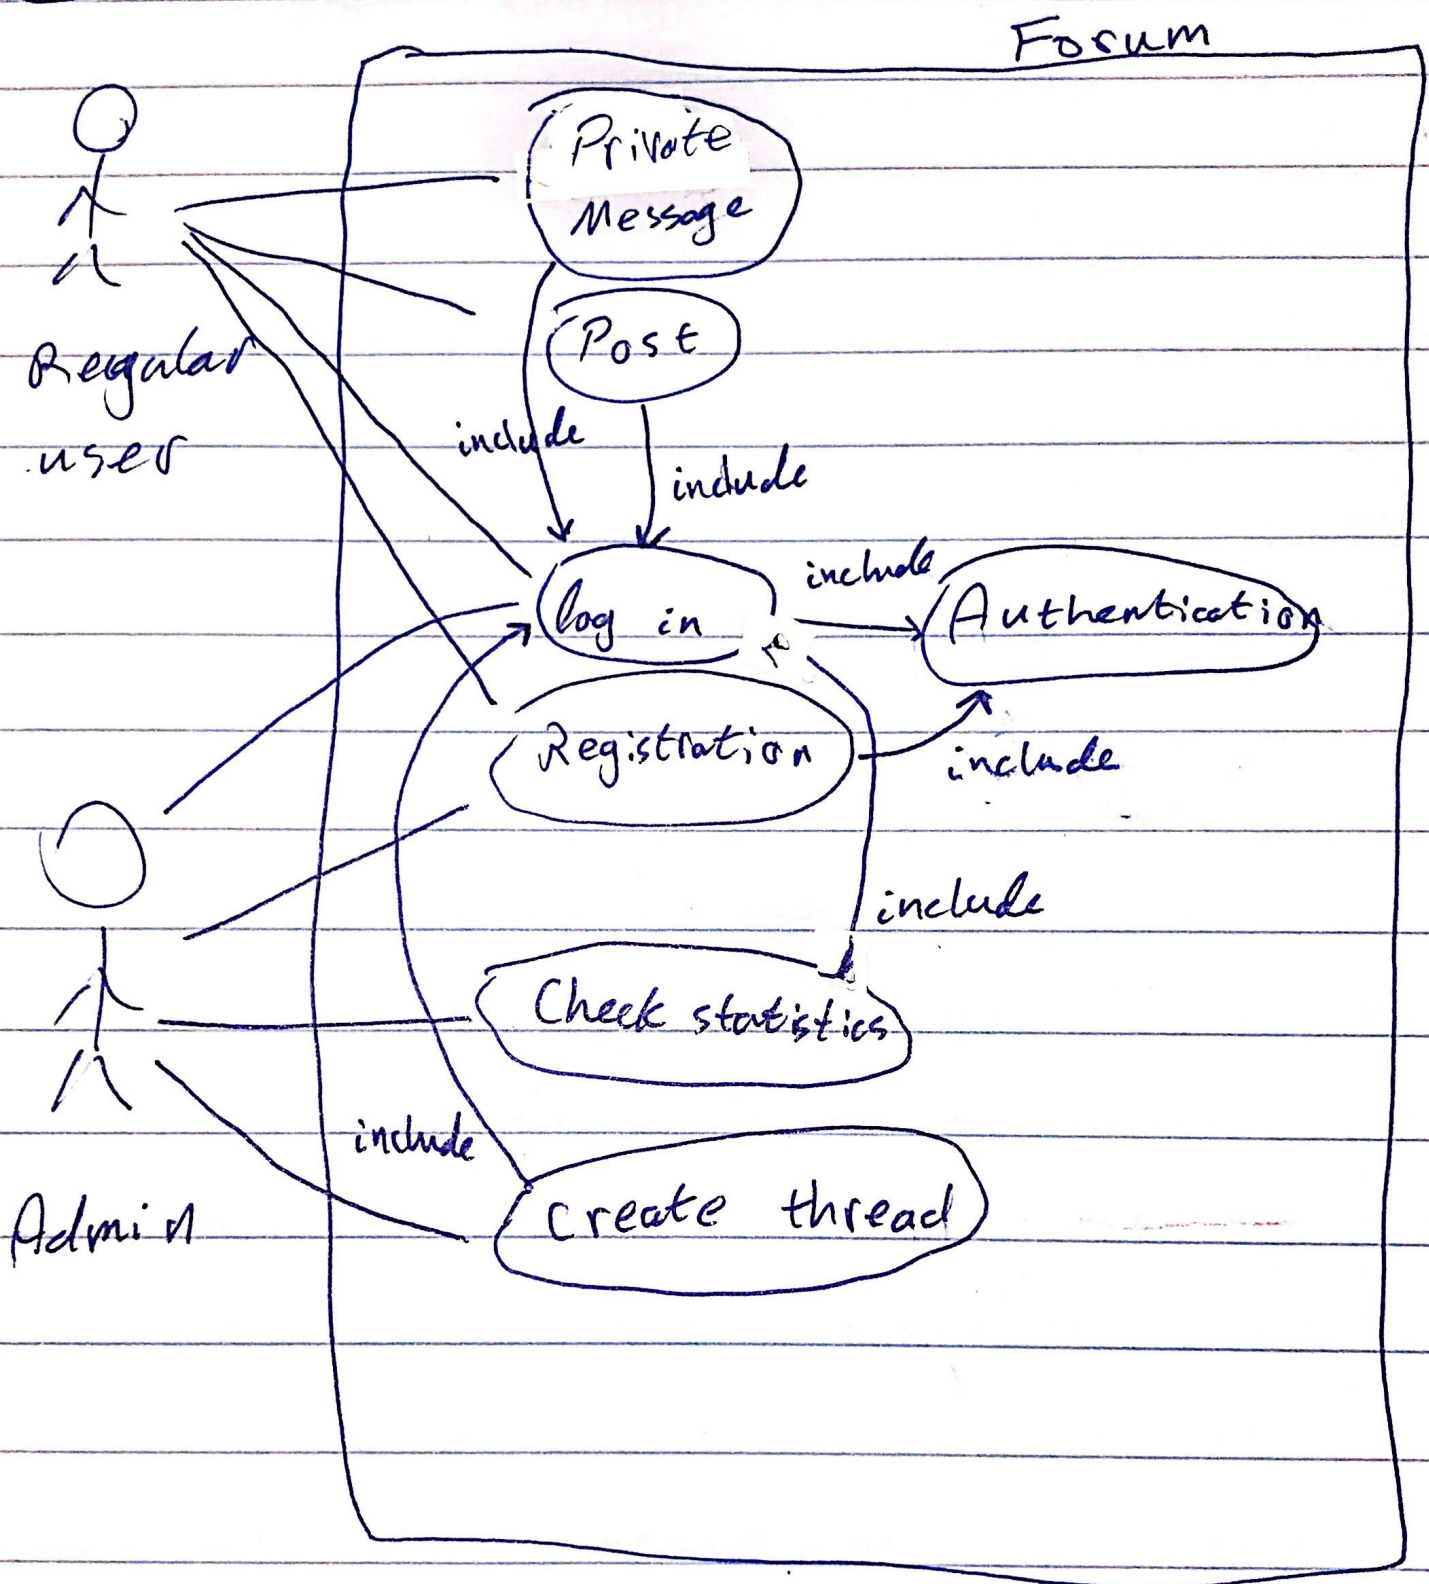 Forum
Private
Message
Post
Regular
user
include
include
include
log in
Authentication
Registration
include
include
Check statistics
include
Create thread
Admin